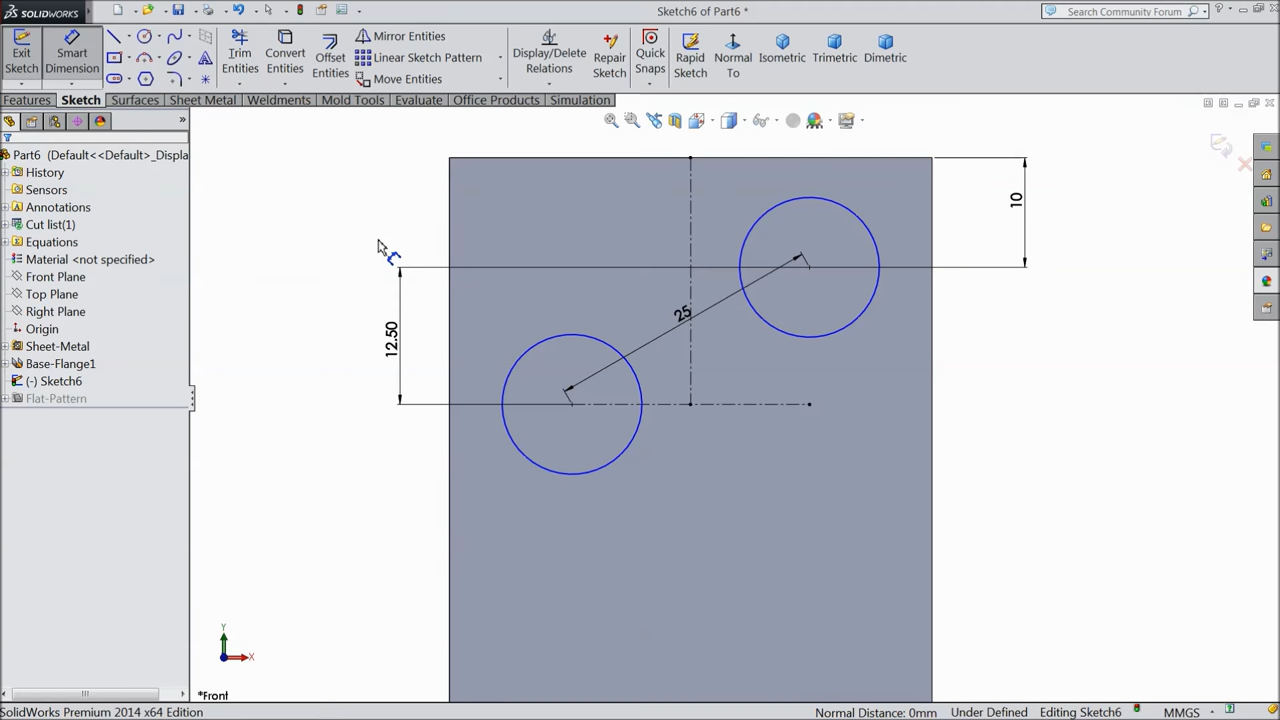 SOLIDWORKS
Sketch6 of Part6 *
Search Community Forum
Exit Sketch
Smart Dimension
Trim Entities
Convert Entities
Offset Entities
Mirror Entities
Linear Sketch Pattern
Move Entities
Display/Delete Relations
Repair Sketch
Quick Snaps
Rapid Sketch
Normal To
Isometric
Trimetric
Dimetric
Features
Sketch
Surfaces
Sheet Metal
Weldments
Mold Tools
Evaluate
Office Products
Simulation
Part6 (Default<<Default>_Displa
History
Sensors
Annotations
Cut list(1)
Equations
Material <not specified>
Front Plane
Top Plane
Right Plane
Origin
Sheet-Metal
Base-Flange1
(-) Sketch6
Flat-Pattern
10
25
12.50
Y
X
*Front
SolidWorks Premium 2014 x64 Edition
Normal Distance: 0mm
Under Defined
Editing Sketch6
MMGS